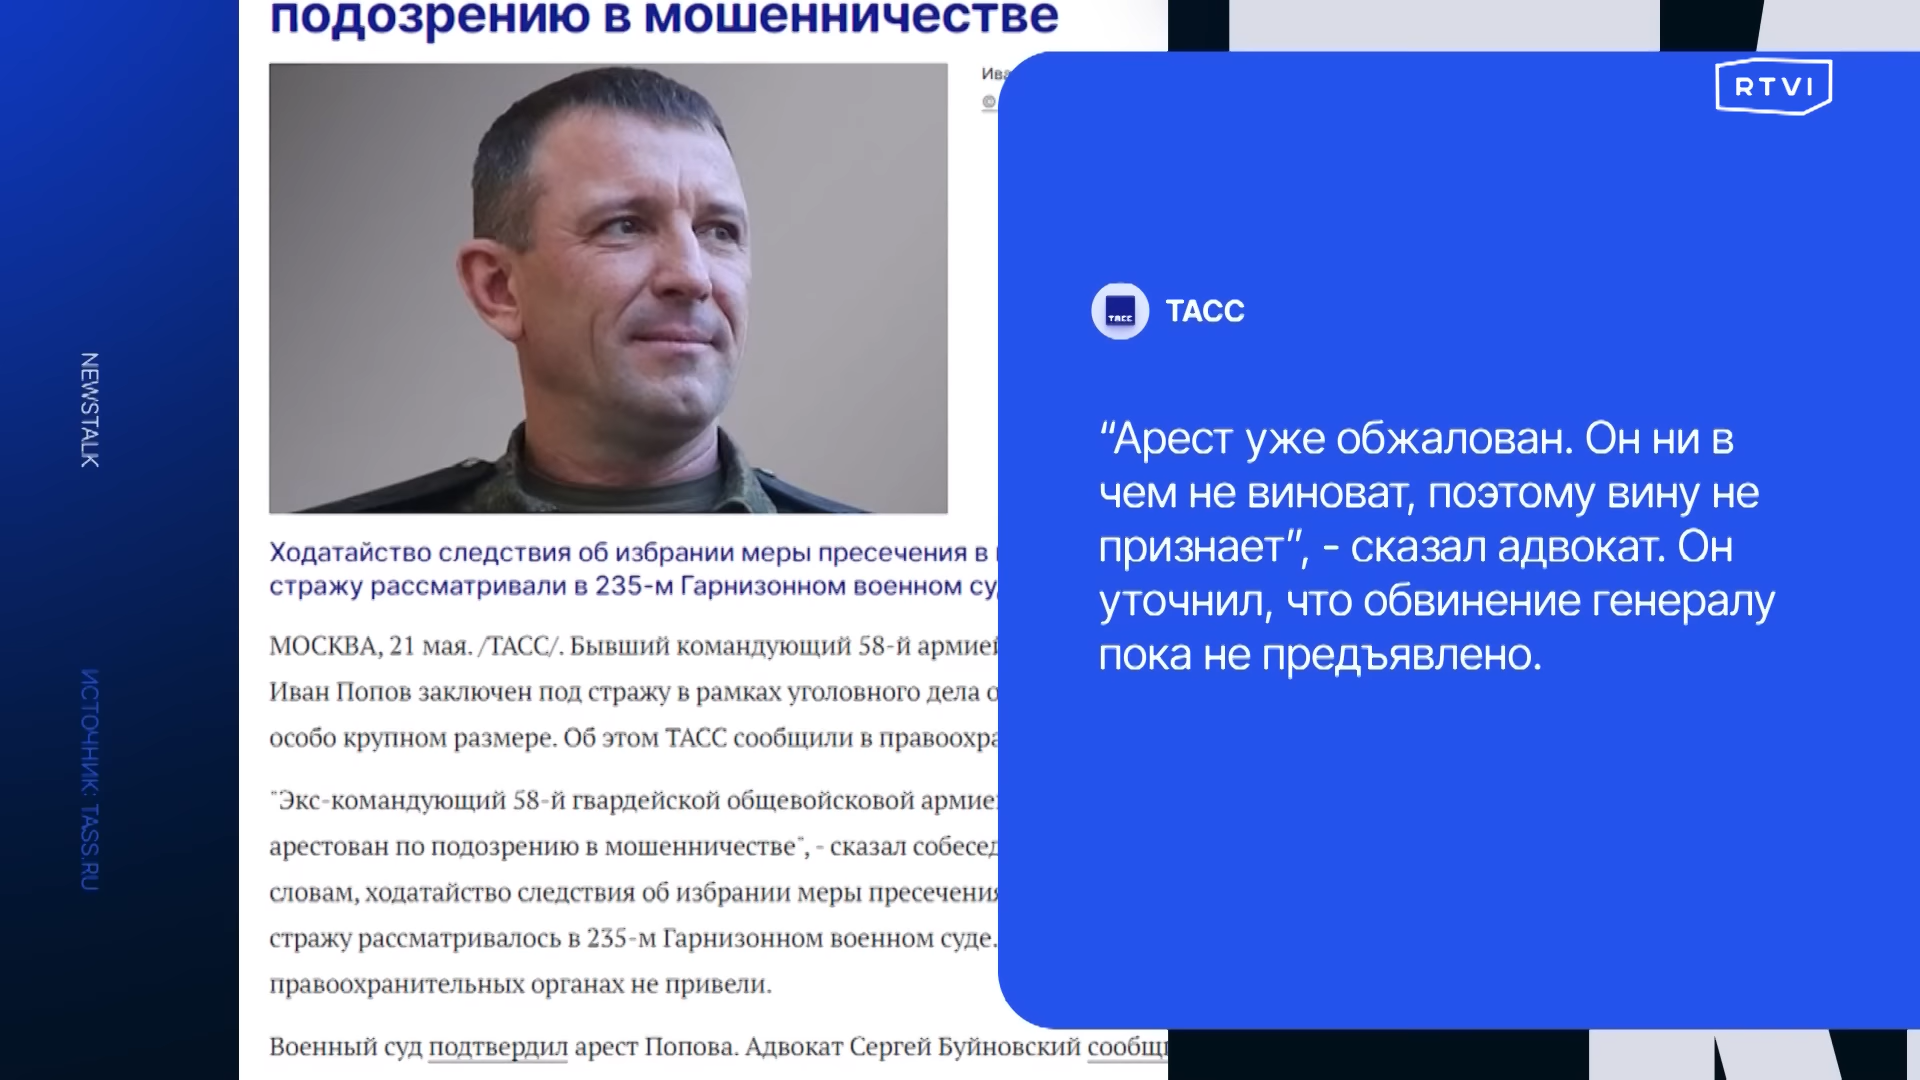 подозрению в мошенничестве
Ива
©
Ходатайство следствия об избрании меры пресечения в
стражу рассматривали в 235-м Гарнизонном военном су
МОСКВА, 21 мая. /ТАСС/. Бывший командующий 58-й армией
Иван Попов заключен под стражу в рамках уголовного дела о
особо крупном размере. Об этом ТАСС сообщили в правоохра
"Экс-командующий 58-й гвардейской общевойсковой армией
арестован по подозрению в мошенничестве", - сказал собесед
словам, ходатайство следствия об избрании меры пресечения
стражу рассматривалось в 235-м Гарнизонном военном суде.
правоохранительных органах не привели.
Военный суд подтвердил арест Попова. Адвокат Сергей Буйновский сообщ
RTVI
ТАСС
ТАСС
“Арест уже обжалован. Он ни в
чем не виноват, поэтому вину не
признает”, - сказал адвокат. Он
уточнил, что обвинение генералу
пока не предъявлено.
NEWSTALK
ИСТОЧНИК: TASS.RU